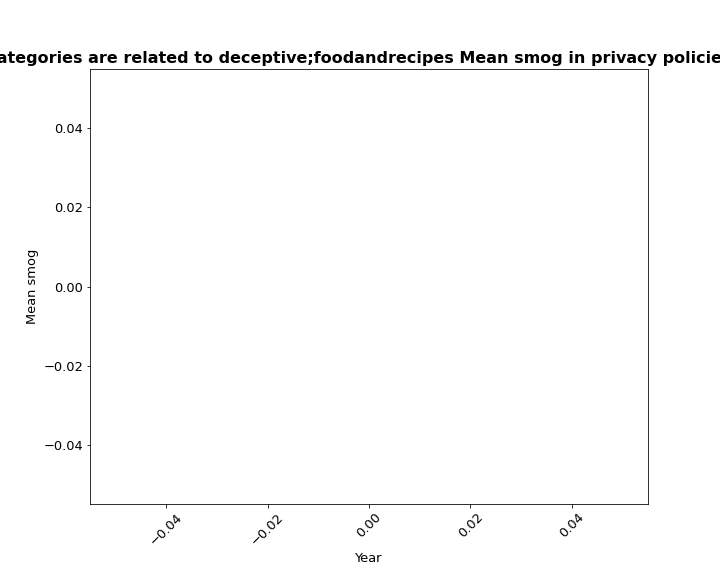 ategories are related to deceptive;foodandrecipes Mean smog in privacy policie
0.04
0.02
0.00
−0.02
−0.04
Mean smog
−0.04 −0.02 0.00 0.02 0.04
Year